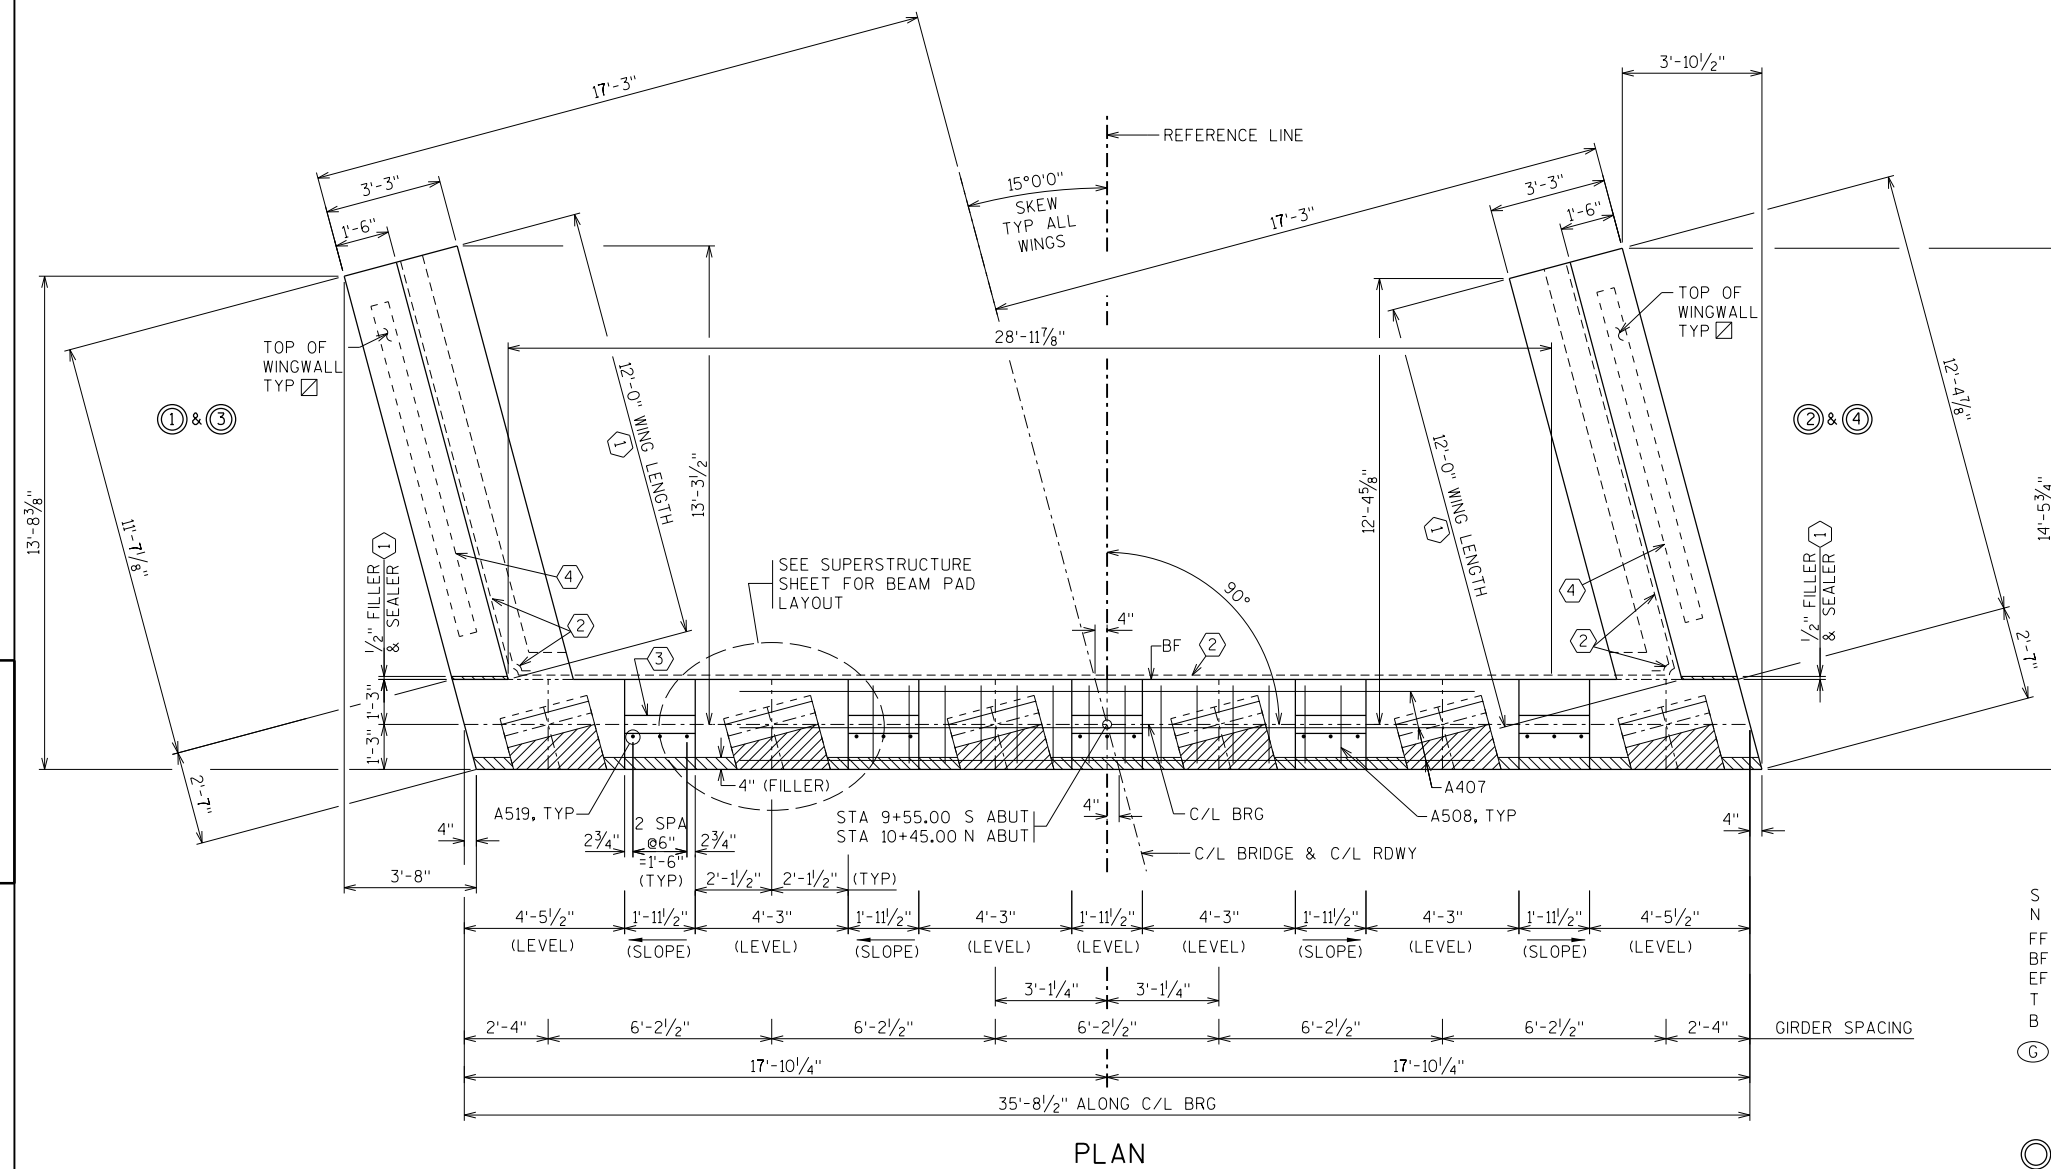 17'-3"
3'-10½"
REFERENCE LINE
3'-3"
1'-6"
15°0'0"
SKEW
TYP ALL
WINGS
17'-3"
3'-3"
1'-6"
TOP OF
WINGWALL
TYP
TOP OF
WINGWALL
TYP
28'-11⅞"
1 & 3
2 & 4
13'-8⅜"
11'-7⅛"
2'-7"
12'-0" WING LENGTH
1
13'-3½"
12'-4⅝"
12'-0" WING LENGTH
1
12'-4⅞"
2'-7"
14'-5¾"
½" FILLER
& SEALER
1
½" FILLER
& SEALER
1
1'-3"
1'-3"
4
2
3
SEE SUPERSTRUCTURE
SHEET FOR BEAM PAD
LAYOUT
4"
90°
BF
2
4
2
A519, TYP
4" (FILLER)
4"
STA 9+55.00 S ABUT
STA 10+45.00 N ABUT
C/L BRG
A407
A508, TYP
C/L BRIDGE & C/L RDWY
4"
4"
3'-8"
2¾"
2 SPA
@6"
=1'-6"
(TYP)
2¾"
2'-1½"
2'-1½"
(TYP)
4'-5½"
1'-11½"
4'-3"
1'-11½"
4'-3"
1'-11½"
4'-3"
1'-11½"
4'-3"
1'-11½"
4'-5½"
(LEVEL)
(SLOPE)
(LEVEL)
(SLOPE)
(LEVEL)
(LEVEL)
(LEVEL)
(SLOPE)
(LEVEL)
(SLOPE)
(LEVEL)
3'-1¼"
3'-1¼"
2'-4"
6'-2½"
6'-2½"
6'-2½"
6'-2½"
6'-2½"
2'-4"
GIRDER SPACING
17'-10¼"
17'-10¼"
35'-8½" ALONG C/L BRG
PLAN
S
N
FF
BF
EF
T
B
G